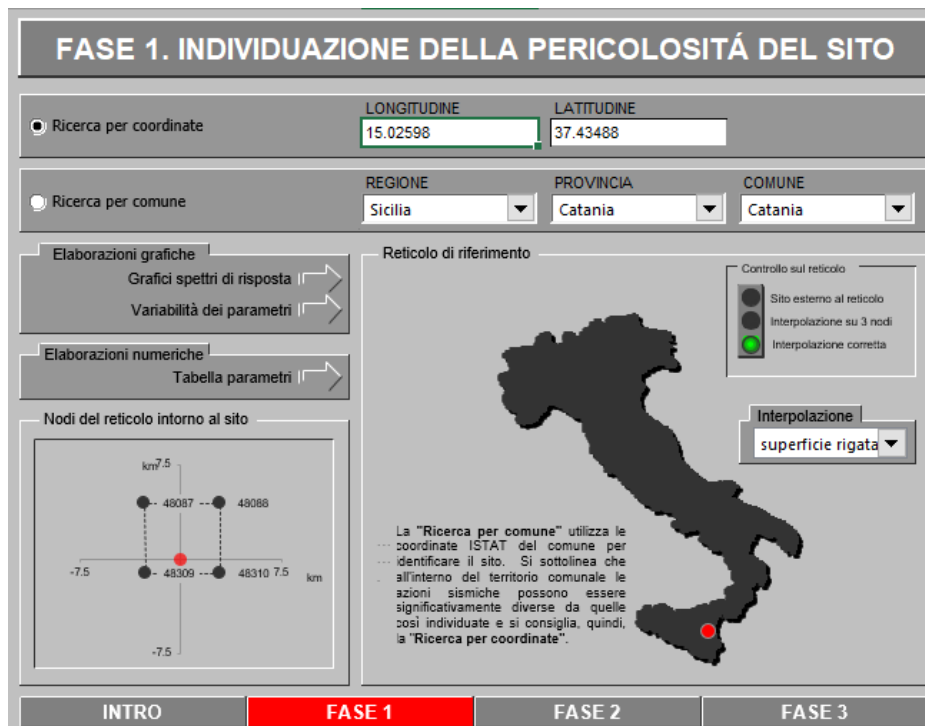 FASE 1. INDIVIDUAZIONE DELLA PERICOLOSITÁ DEL SITO
LONGITUDINE LATITUDINE
Ricerca per coordinate 15.02598 37.43488
REGIONE PROVINCIA COMUNE
Ricerca per comune Sicilia Catania Catania
Elaborazioni grafiche
Grafici spettri di risposta
Variabilità dei parametri
Elaborazioni numeriche
Tabella parametri
Nodi del reticolo intorno al sito
km 7.5
48087 48088
-7.5 48309 48310 7.5 km
-7.5
Reticolo di riferimento
Controllo sul reticolo
Sito esterno al reticolo
Interpolazione su 3 nodi
Interpolazione corretta
Interpolazione
superficie rigata
La "Ricerca per comune" utilizza le
coordinate ISTAT del comune per
identificare il sito. Si sottolinea che
all'interno del territorio comunale le
azioni sismiche possono essere
significativamente diverse da quelle
così individuate e si consiglia, quindi,
la "Ricerca per coordinate".
INTRO FASE 1 FASE 2 FASE 3